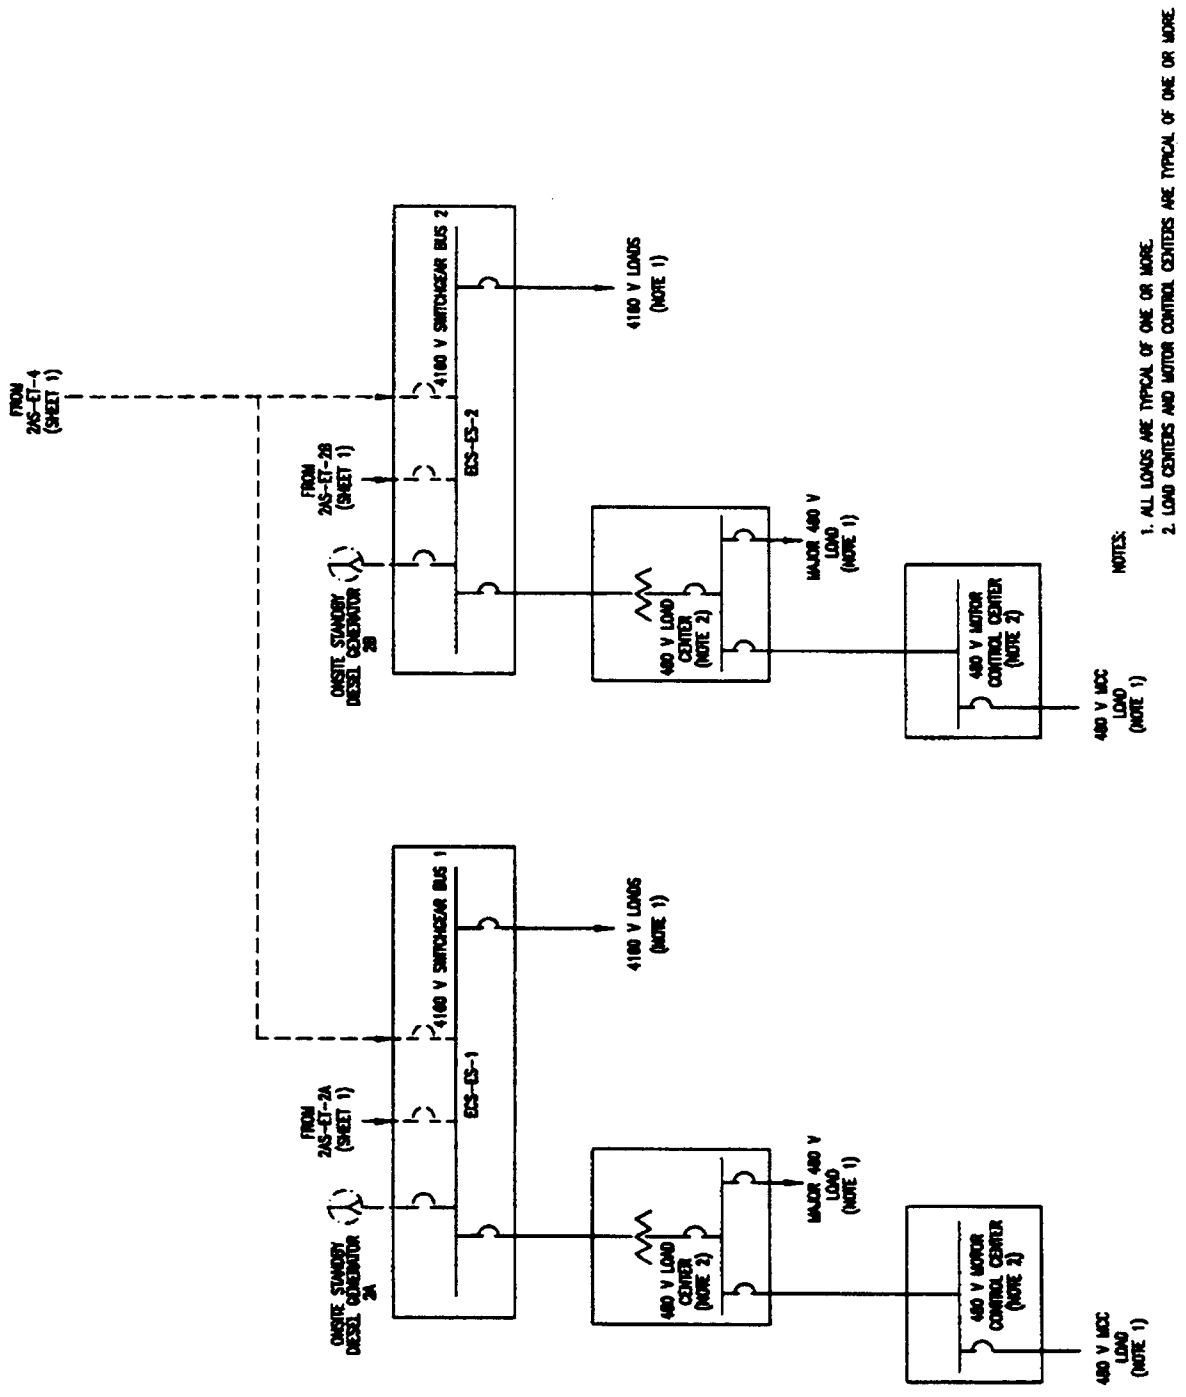 FROM
2AS-ET-4
(SHEET 1)
ONSITE STANDBY
DIESEL GENERATOR
2A
FROM
2AS-ET-2A
(SHEET 1)
4160 V SWITCHGEAR BUS 1
ECS-ES-1
4160 V LOADS
(NOTE 1)
480 V LOAD
CENTER
(NOTE 2)
MAJOR 480 V
LOAD
(NOTE 1)
480 V MOTOR
CONTROL CENTER
(NOTE 2)
480 V MCC
LOAD
(NOTE 1)
ONSITE STANDBY
DIESEL GENERATOR
2B
FROM
2AS-ET-2B
(SHEET 1)
4160 V SWITCHGEAR BUS 2
ECS-ES-2
4160 V LOADS
(NOTE 1)
480 V LOAD
CENTER
(NOTE 2)
MAJOR 480 V
LOAD
(NOTE 1)
480 V MOTOR
CONTROL CENTER
(NOTE 2)
480 V MCC
LOAD
(NOTE 1)
NOTES:
1. ALL LOADS ARE TYPICAL OF ONE OR MORE.
2. LOAD CENTERS AND MOTOR CONTROL CENTERS ARE TYPICAL OF ONE OR MORE.